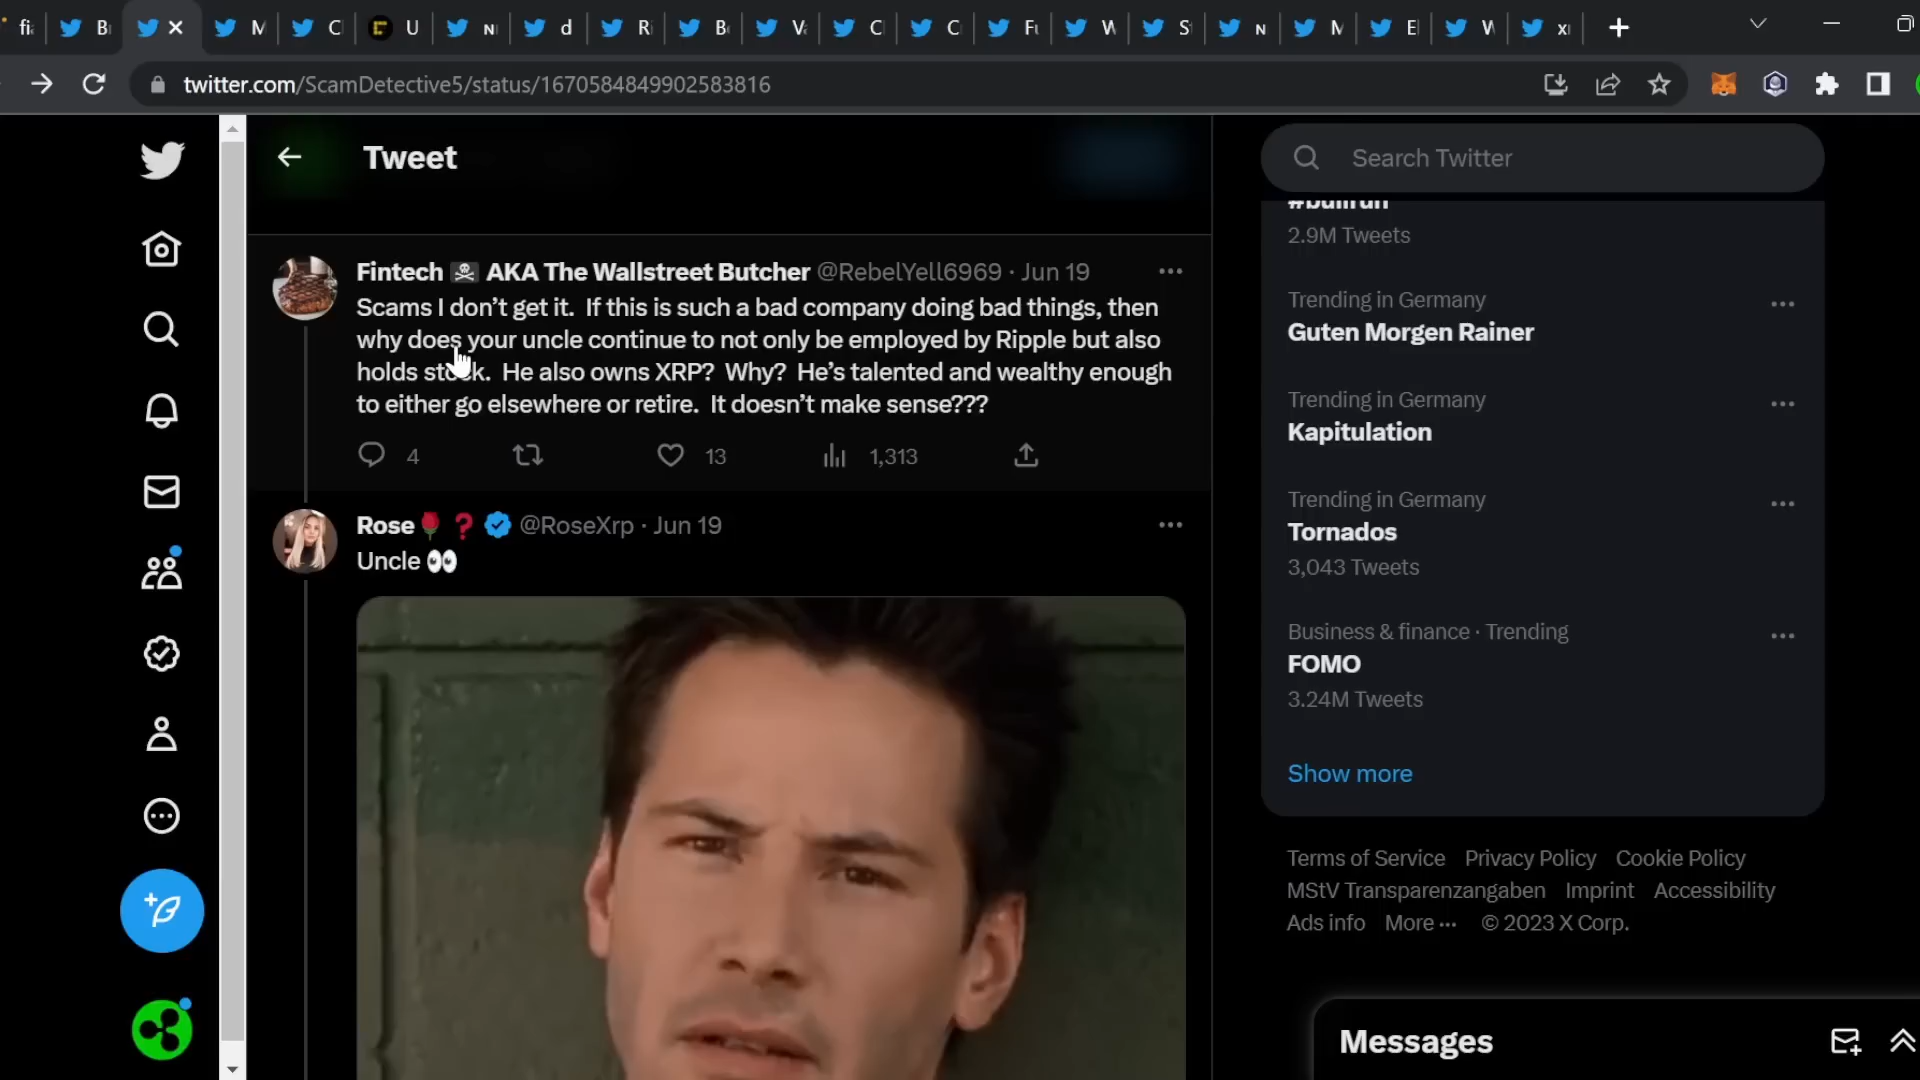 fi
B
M
C
U
N
d
R
B
V
C
C
Fu
W
S
N
M
E
W
x
twitter.com/ScamDetective5/status/1670584849902583816
Tweet
Search Twitter
Fintech ☠ AKA The Wallstreet Butcher @RebelYell6969 · Jun 19
Scams I don’t get it. If this is such a bad company doing bad things, then
why does your uncle continue to not only be employed by Ripple but also
holds stock. He also owns XRP? Why? He’s talented and wealthy enough
to either go elsewhere or retire. It doesn’t make sense???
4
13
1,313
Rose🌹❓ @RoseXrp · Jun 19
Uncle 👀
#bullrun
2.9M Tweets
Trending in Germany
Guten Morgen Rainer
Trending in Germany
Kapitulation
Trending in Germany
Tornados
3,043 Tweets
Business & finance · Trending
FOMO
3.24M Tweets
Show more
Terms of Service Privacy Policy Cookie Policy
MStV Transparenzangaben Imprint Accessibility
Ads info More ··· © 2023 X Corp.
Messages